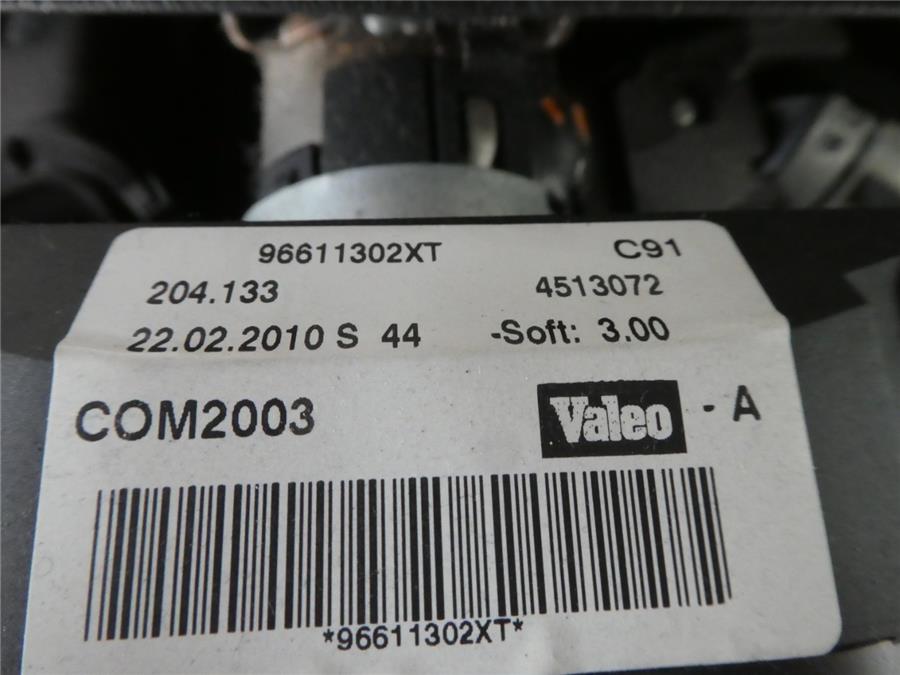 96611302XT C91
204.133 4513072
22.02.2010 S 44 -Soft: 3.00
COM2003 Valeo - A
*96611302XT*